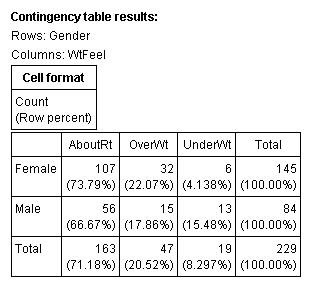 Contingency table results:
Rows: Gender
Columns: WtFeel
Cell format
Count
(Row percent)
AboutRt OverWt UnderWt Total
Female 107 32 6 145
(73.79%) (22.07%) (4.138%) (100.00%)
Male 56 15 13 84
(66.67%) (17.86%) (15.48%) (100.00%)
Total 163 47 19 229
(71.18%) (20.52%) (8.297%) (100.00%)